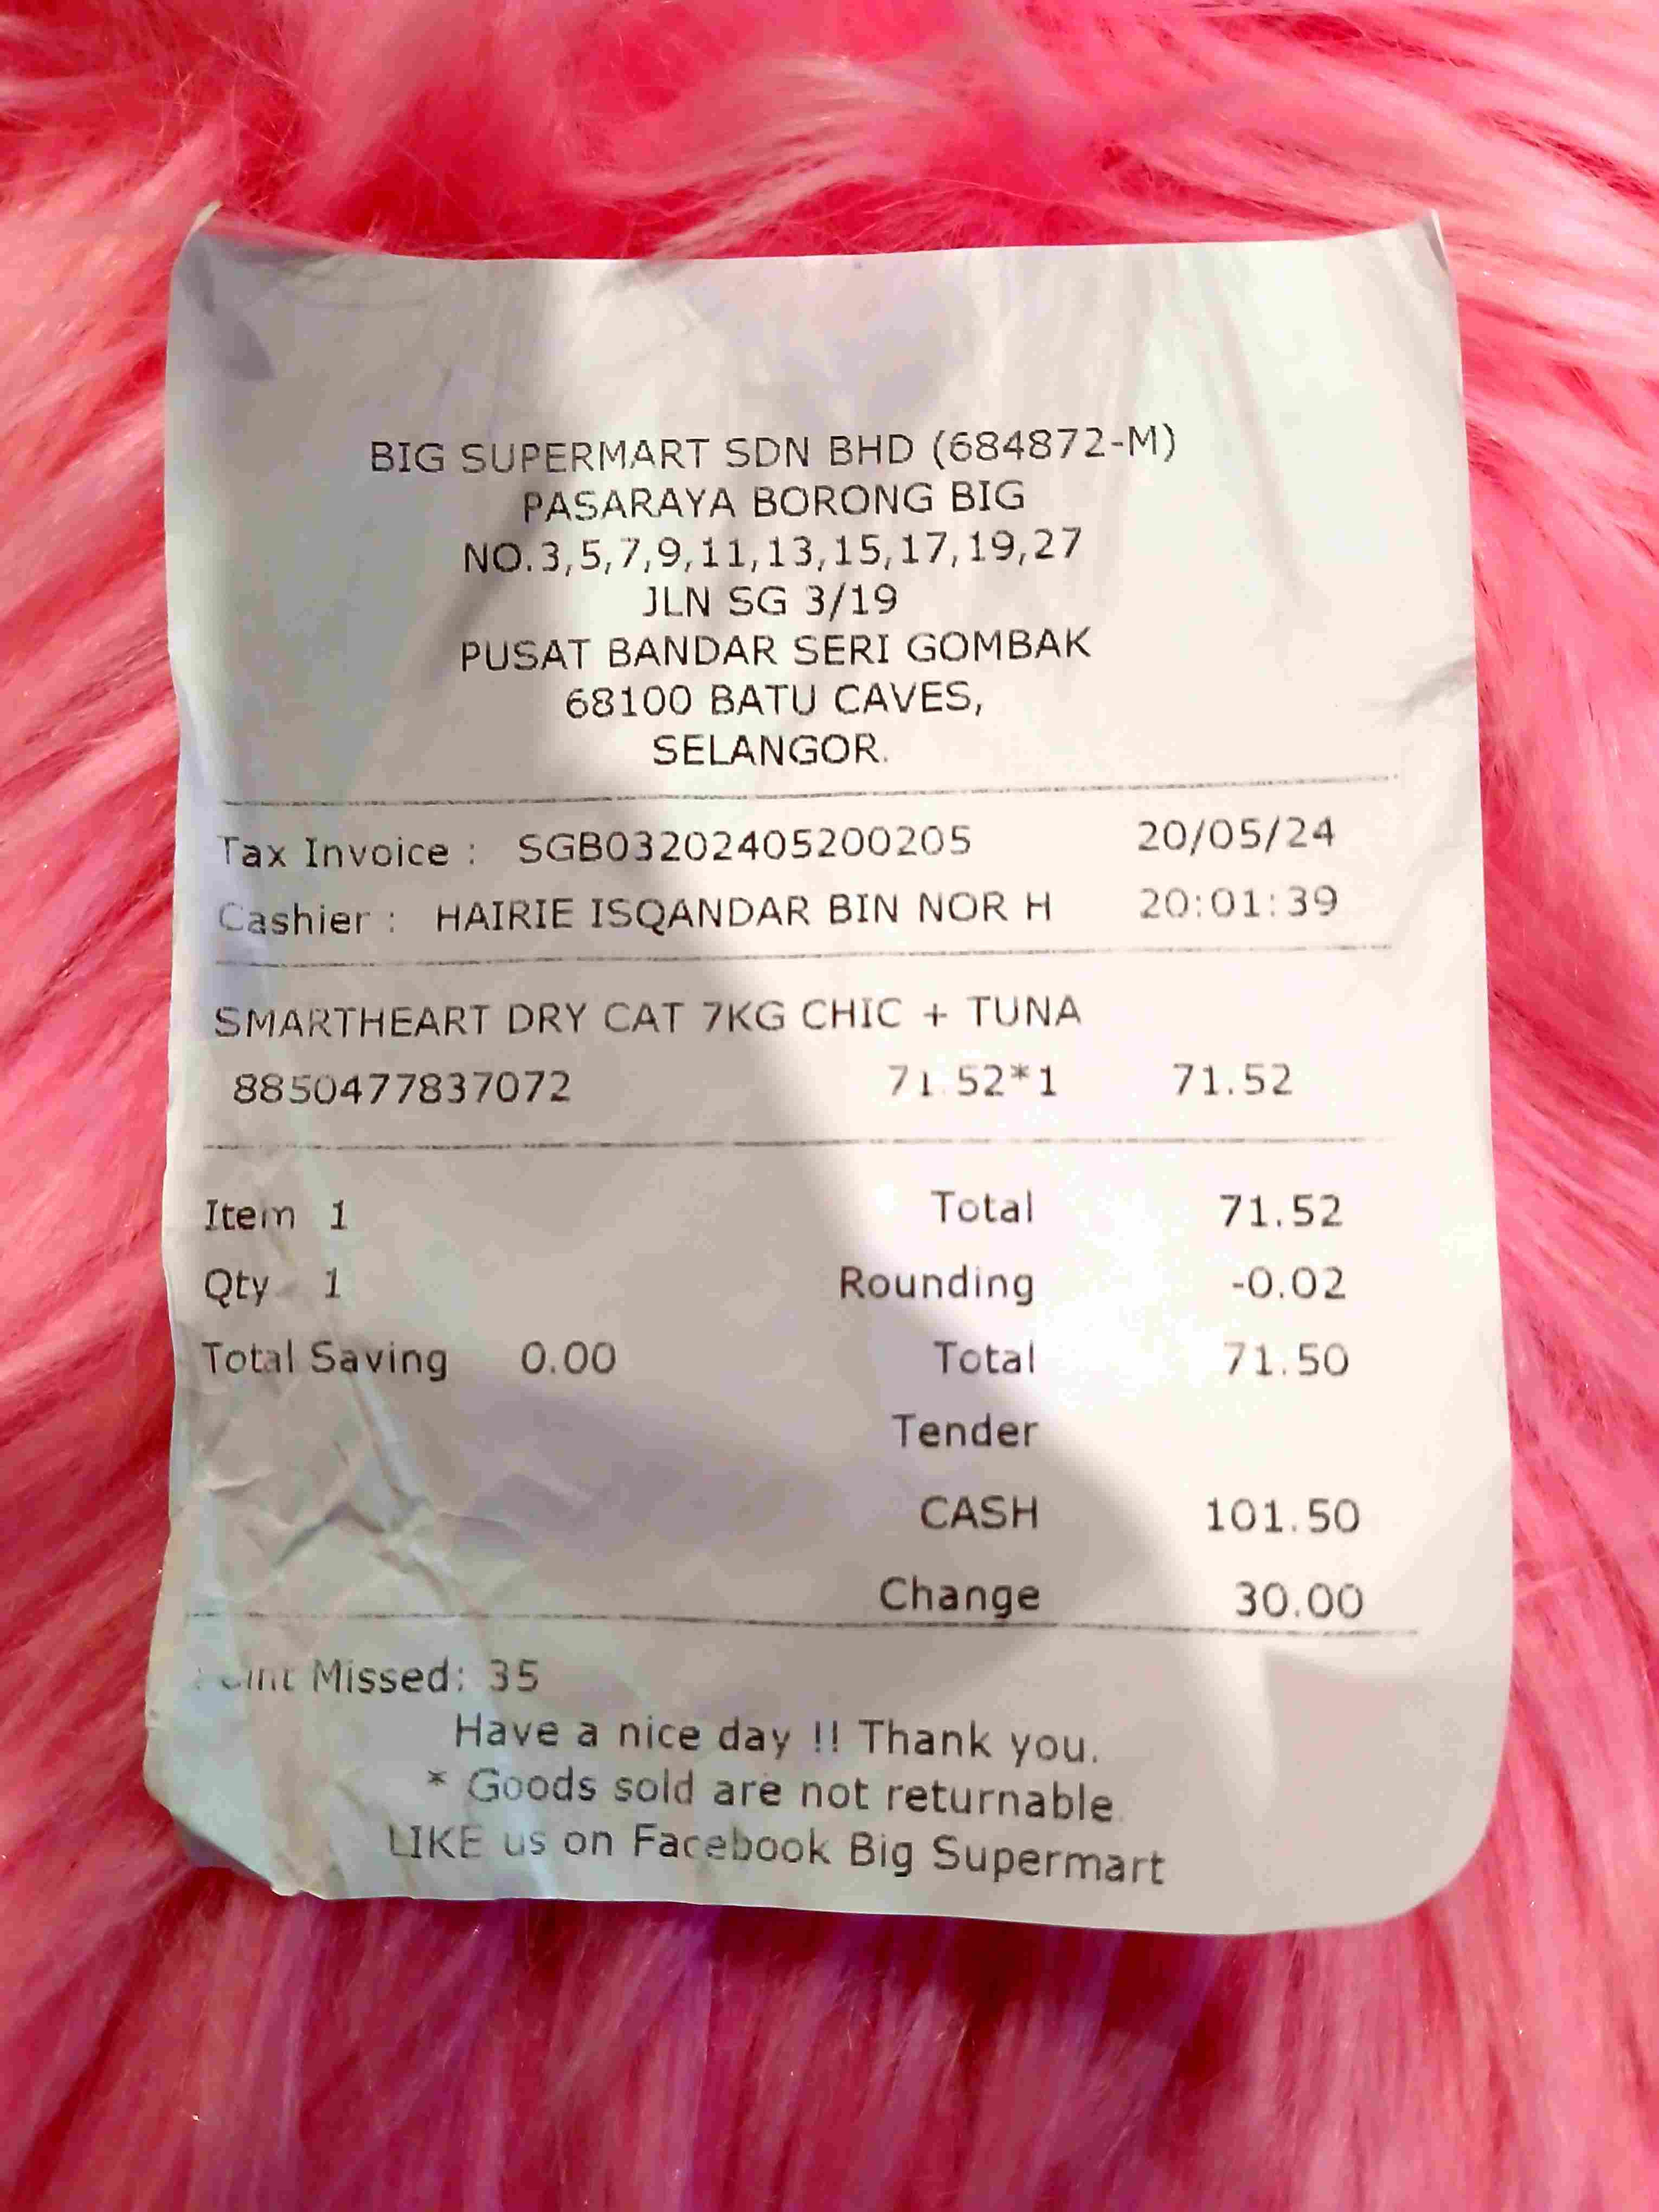 BIG SUPERMART SDN BHD (684872-M)
PASARAYA BORONG BIG
NO.3,5,7,9,11,13,15,17,19,27
JLN SG 3/19
PUSAT BANDAR SERI GOMBAK
68100 BATU CAVES,
SELANGOR.
Tax Invoice : SGB03202405200205 20/05/24
Cashier : HAIRIE ISQANDAR BIN NOR H 20:01:39
SMARTHEART DRY CAT 7KG CHIC + TUNA
8850477837072 71.52*1 71.52
Item 1 Total 71.52
Qty 1 Rounding -0.02
Total Saving 0.00 Total 71.50
Tender
CASH 101.50
Change 30.00
Missed: 35
Have a nice day !! Thank you.
* Goods sold are not returnable.
LIKE us on Facebook Big Supermart